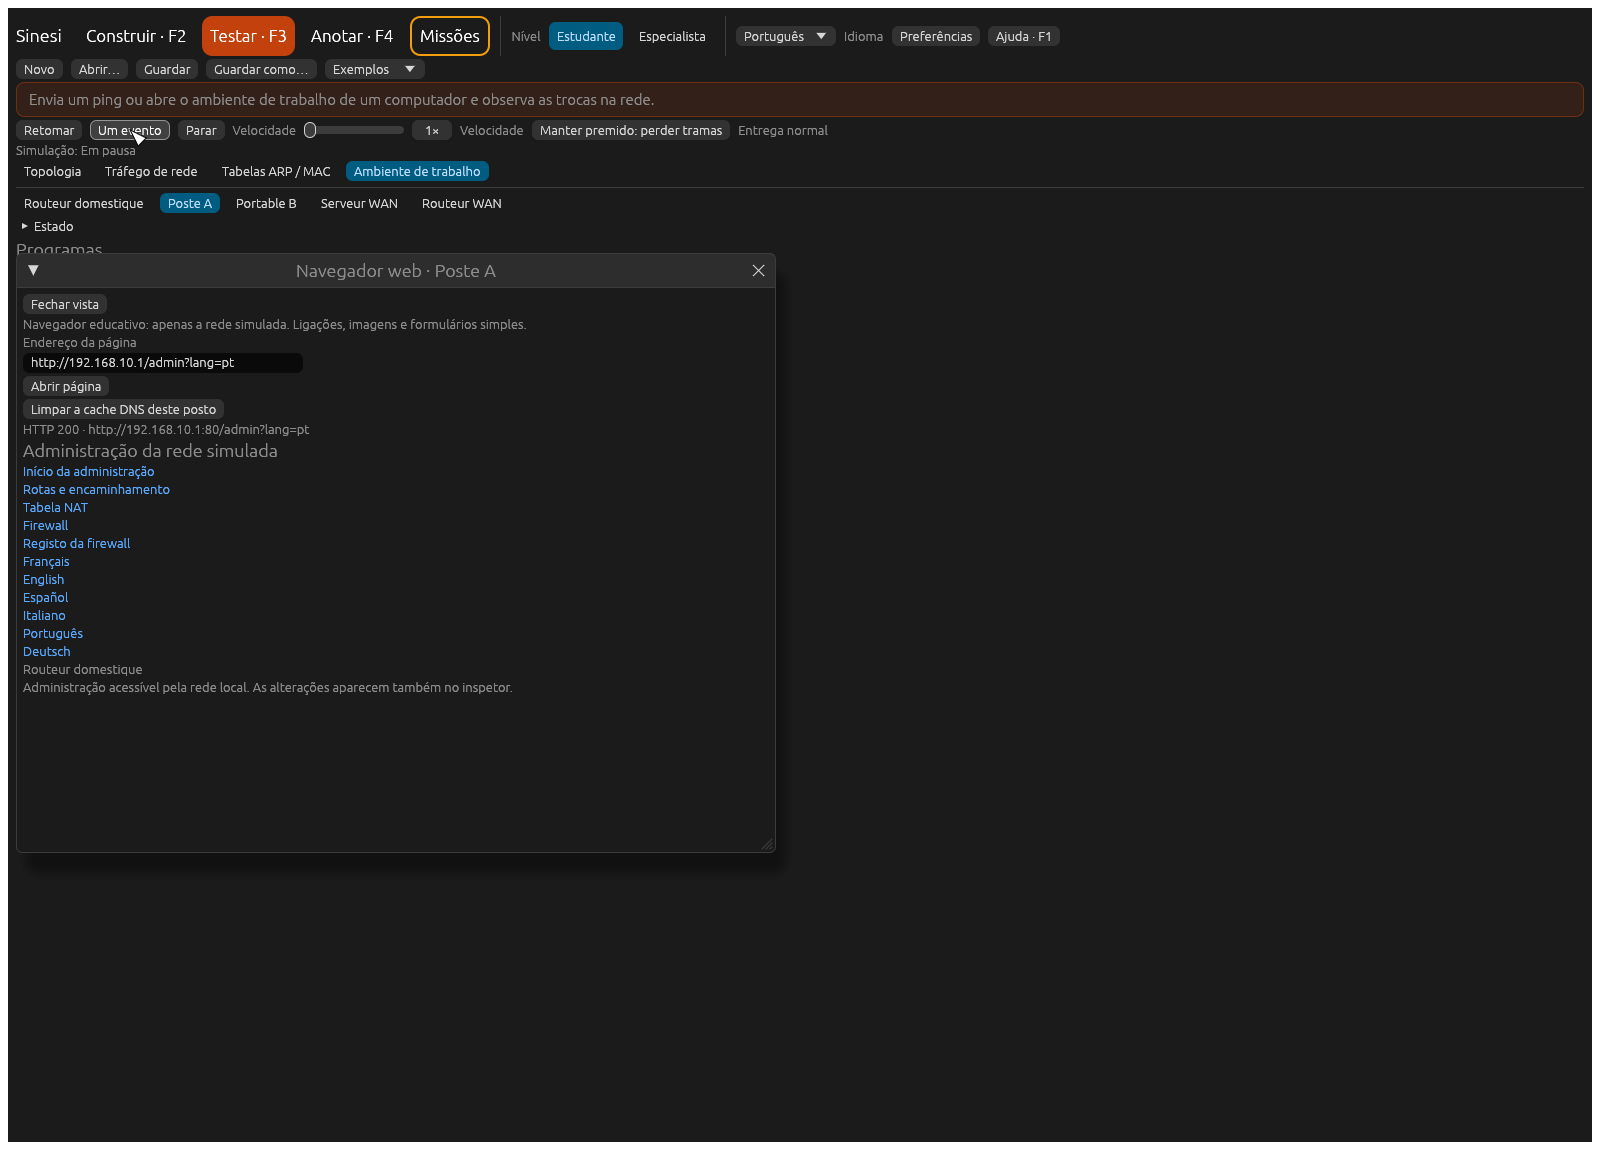 Sinesi Construir · F2 Testar · F3 Anotar · F4 Missões Nível Estudante Especialista Português Idioma Preferências Ajuda · F1
Novo Abrir... Guardar Guardar como... Exemplos
Envia um ping ou abre o ambiente de trabalho de um computador e observa as trocas na rede.
Retomar Um evento Parar Velocidade 1× Velocidade Manter premido: perder tramas Entrega normal
Simulação: Em pausa
Topologia Tráfego de rede Tabelas ARP / MAC Ambiente de trabalho
Routeur domestique Poste A Portable B Serveur WAN Routeur WAN
Estado
Programas
Navegador web · Poste A
Fechar vista
Navegador educativo: apenas a rede simulada. Ligações, imagens e formulários simples.
Endereço da página
http://192.168.10.1/admin?lang=pt
Abrir página
Limpar a cache DNS deste posto
HTTP 200 · http://192.168.10.1:80/admin?lang=pt
Administração da rede simulada
Início da administração
Rotas e encaminhamento
Tabela NAT
Firewall
Registo da firewall
Français
English
Español
Italiano
Português
Deutsch
Routeur domestique
Administração acessível pela rede local. As alterações aparecem também no inspetor.